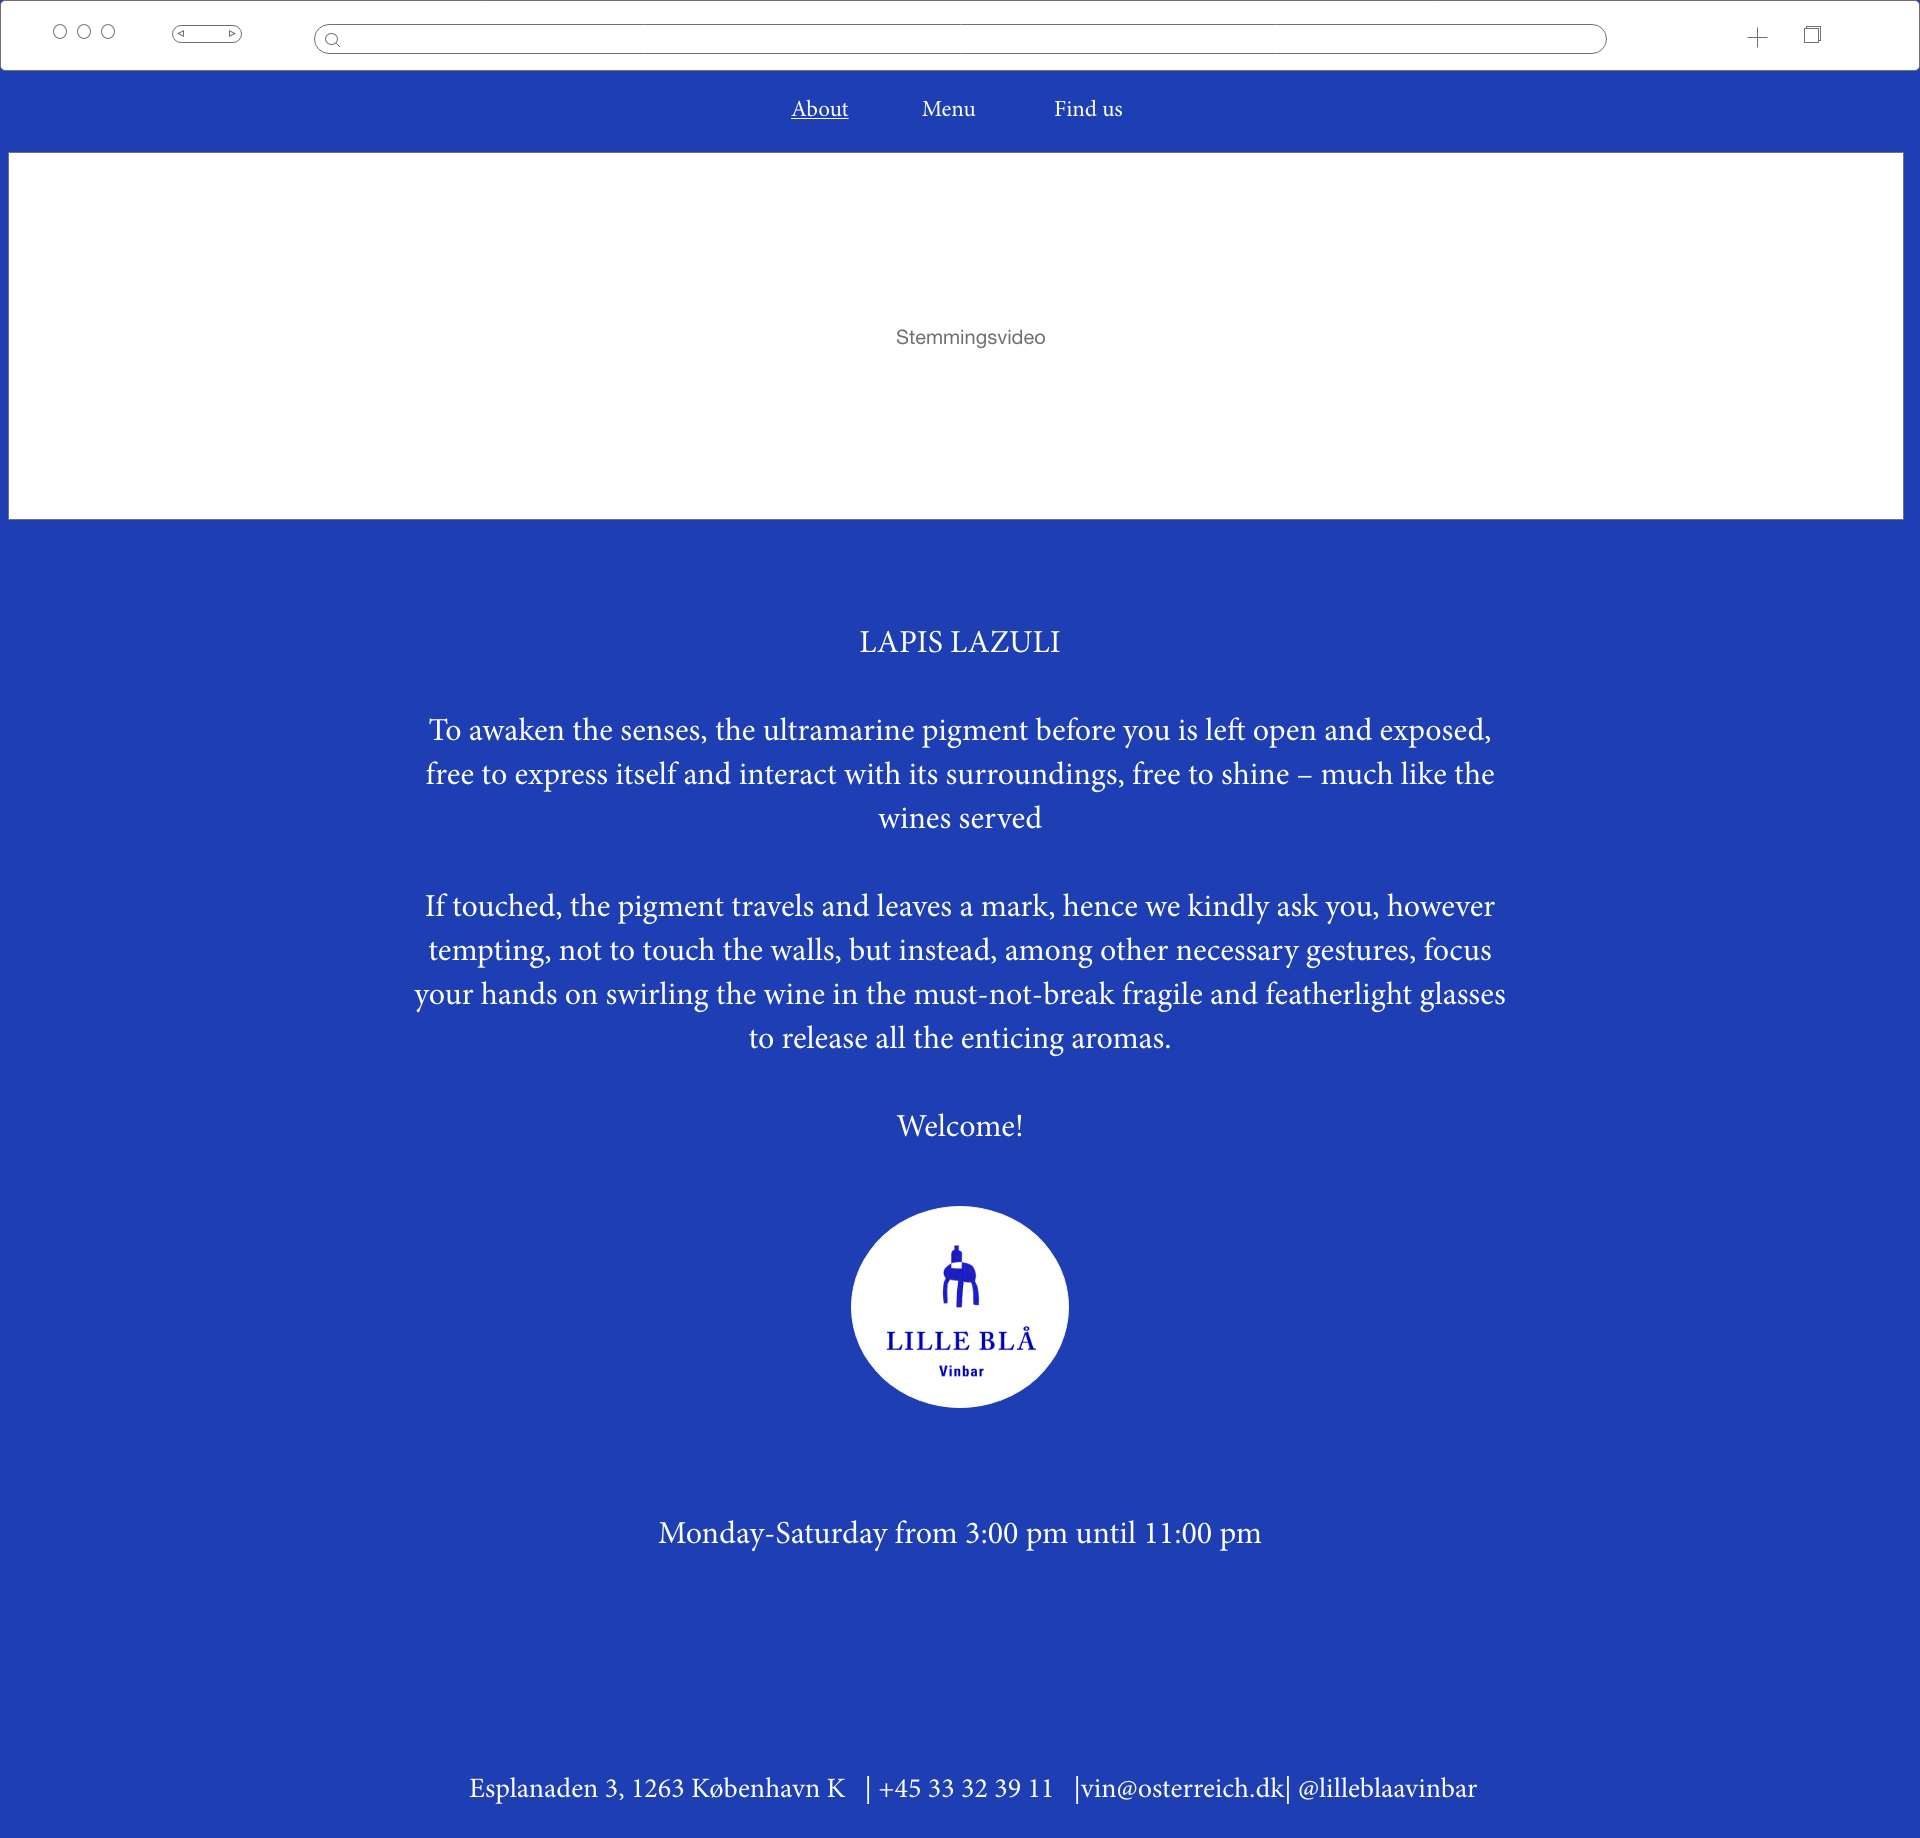 About Menu Find us
Stemmingsvideo
LAPIS LAZULI
To awaken the senses, the ultramarine pigment before you is left open and exposed,
free to express itself and interact with its surroundings, free to shine – much like the
wines served
If touched, the pigment travels and leaves a mark, hence we kindly ask you, however
tempting, not to touch the walls, but instead, among other necessary gestures, focus
your hands on swirling the wine in the must-not-break fragile and featherlight glasses
to release all the enticing aromas.
Welcome!
LILLE BLÅ
Vinbar
Monday-Saturday from 3:00 pm until 11:00 pm
Esplanaden 3, 1263 København K | +45 33 32 39 11 |vin@osterreich.dk| @lilleblaavinbar